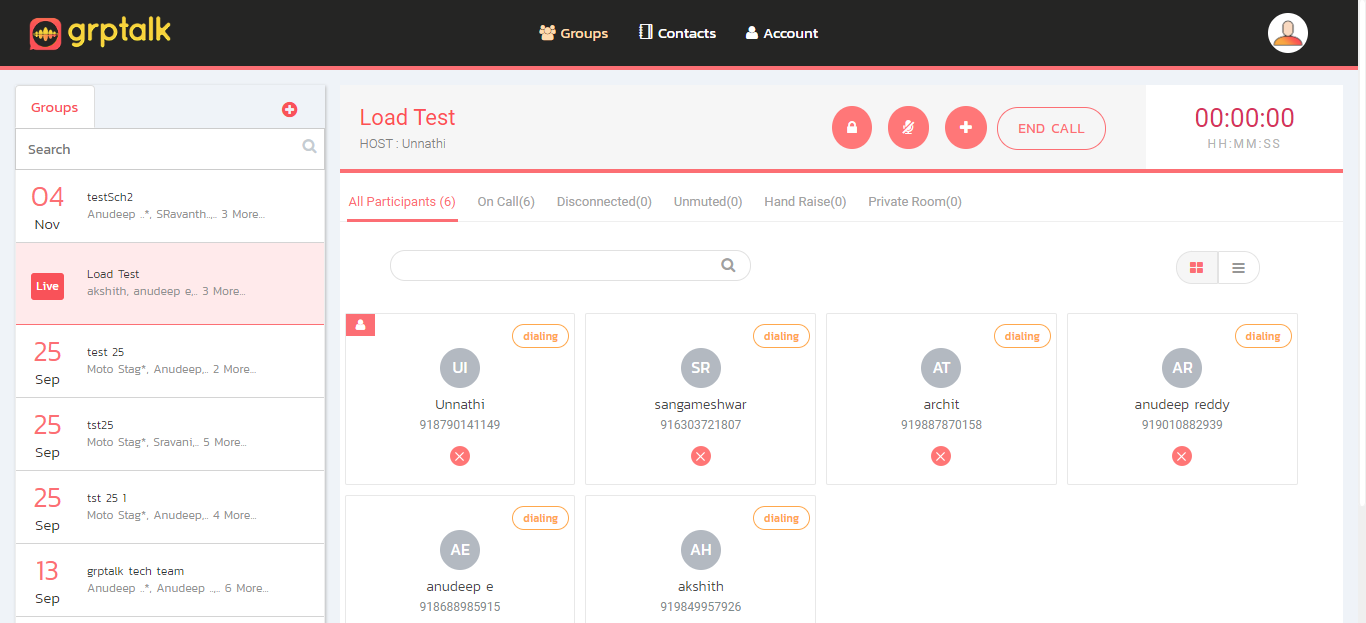 grptalk
Groups
Contacts
Account
Groups
Search
04
Nov
testSch2
Anudeep ..*, SRavanth.,.. 3 More...
Live
Load Test
akshith, anudeep e,.. 3 More...
25
Sep
test 25
Moto Stag*, Anudeep,.. 2 More...
25
Sep
tst25
Moto Stag*, Sravani,.. 5 More...
25
Sep
tst 25 1
Moto Stag*, Anudeep,.. 4 More...
13
Sep
grptalk tech team
Anudeep ..*, Anudeep ..,.. 6 More...
Load Test
HOST : Unnathi
END CALL
00:00:00
HH:MM:SS
All Participants (6)
On Call(6)
Disconnected(0)
Unmuted(0)
Hand Raise(0)
Private Room(0)
dialing
UI
Unnathi
918790141149
dialing
SR
sangameshwar
916303721807
dialing
AT
archit
919887870158
dialing
AR
anudeep reddy
919010882939
dialing
AE
anudeep e
918688985915
dialing
AH
akshith
919849957926